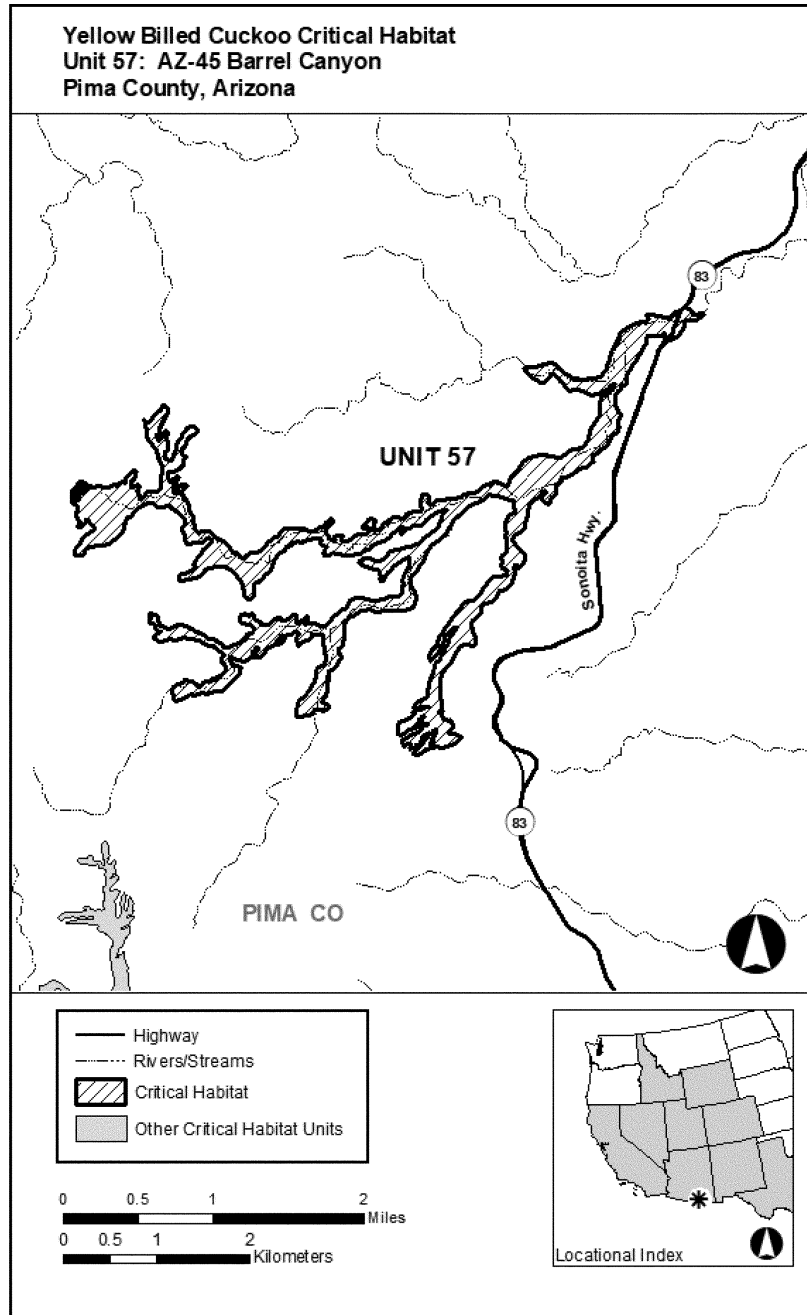 Yellow Billed Cuckoo Critical Habitat
Unit 57: AZ-45 Barrel Canyon
Pima County, Arizona
83
UNIT 57
Sonoita Hwy.
83
PIMA CO
Highway
Rivers/Streams
Critical Habitat
Other Critical Habitat Units
0 0.5 1 2
Miles
0 0.5 1 2
Kilometers
Locational Index